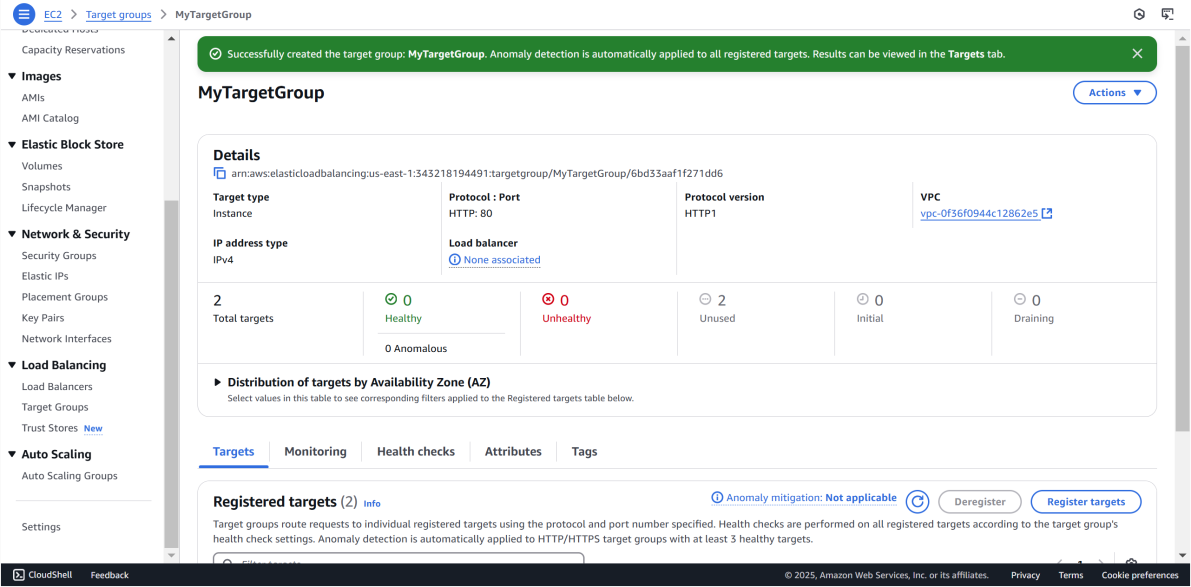 EC2 > Target groups > MyTargetGroup
Dedicated Hosts
Capacity Reservations
Images
AMIs
AMI Catalog
Elastic Block Store
Volumes
Snapshots
Lifecycle Manager
Network & Security
Security Groups
Elastic IPs
Placement Groups
Key Pairs
Network Interfaces
Load Balancing
Load Balancers
Target Groups
Trust Stores New
Auto Scaling
Auto Scaling Groups
Settings
Successfully created the target group: MyTargetGroup. Anomaly detection is automatically applied to all registered targets. Results can be viewed in the Targets tab.
MyTargetGroup
Actions
Details
arn:aws:elasticloadbalancing:us-east-1:343218194491:targetgroup/MyTargetGroup/6bd33aaf1f271dd6
Target type
Instance
Protocol : Port
HTTP: 80
Protocol version
HTTP1
VPC
vpc-0f36f0944c12862e5
IP address type
IPv4
Load balancer
None associated
2
Total targets
0
Healthy
0 Anomalous
0
Unhealthy
2
Unused
0
Initial
0
Draining
Distribution of targets by Availability Zone (AZ)
Select values in this table to see corresponding filters applied to the Registered targets table below.
Targets
Monitoring
Health checks
Attributes
Tags
Registered targets (2) Info
Anomaly mitigation: Not applicable
Deregister
Register targets
Target groups route requests to individual registered targets using the protocol and port number specified. Health checks are performed on all registered targets according to the target group's
health check settings. Anomaly detection is automatically applied to HTTP/HTTPS target groups with at least 3 healthy targets.
Filter targets
1
CloudShell
Feedback
© 2025, Amazon Web Services, Inc. or its affiliates.
Privacy
Terms
Cookie preferences